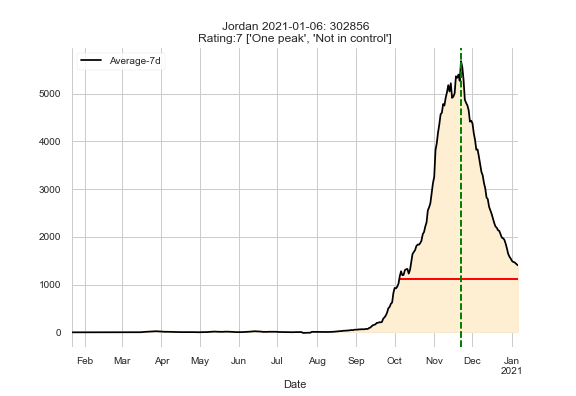 Jordan 2021-01-06: 302856
Rating:7 ['One peak', 'Not in control']
Average-7d
5000
4000
3000
2000
1000
0
Feb Mar Apr May Jun Jul Aug Sep Oct Nov Dec Jan
2021
Date